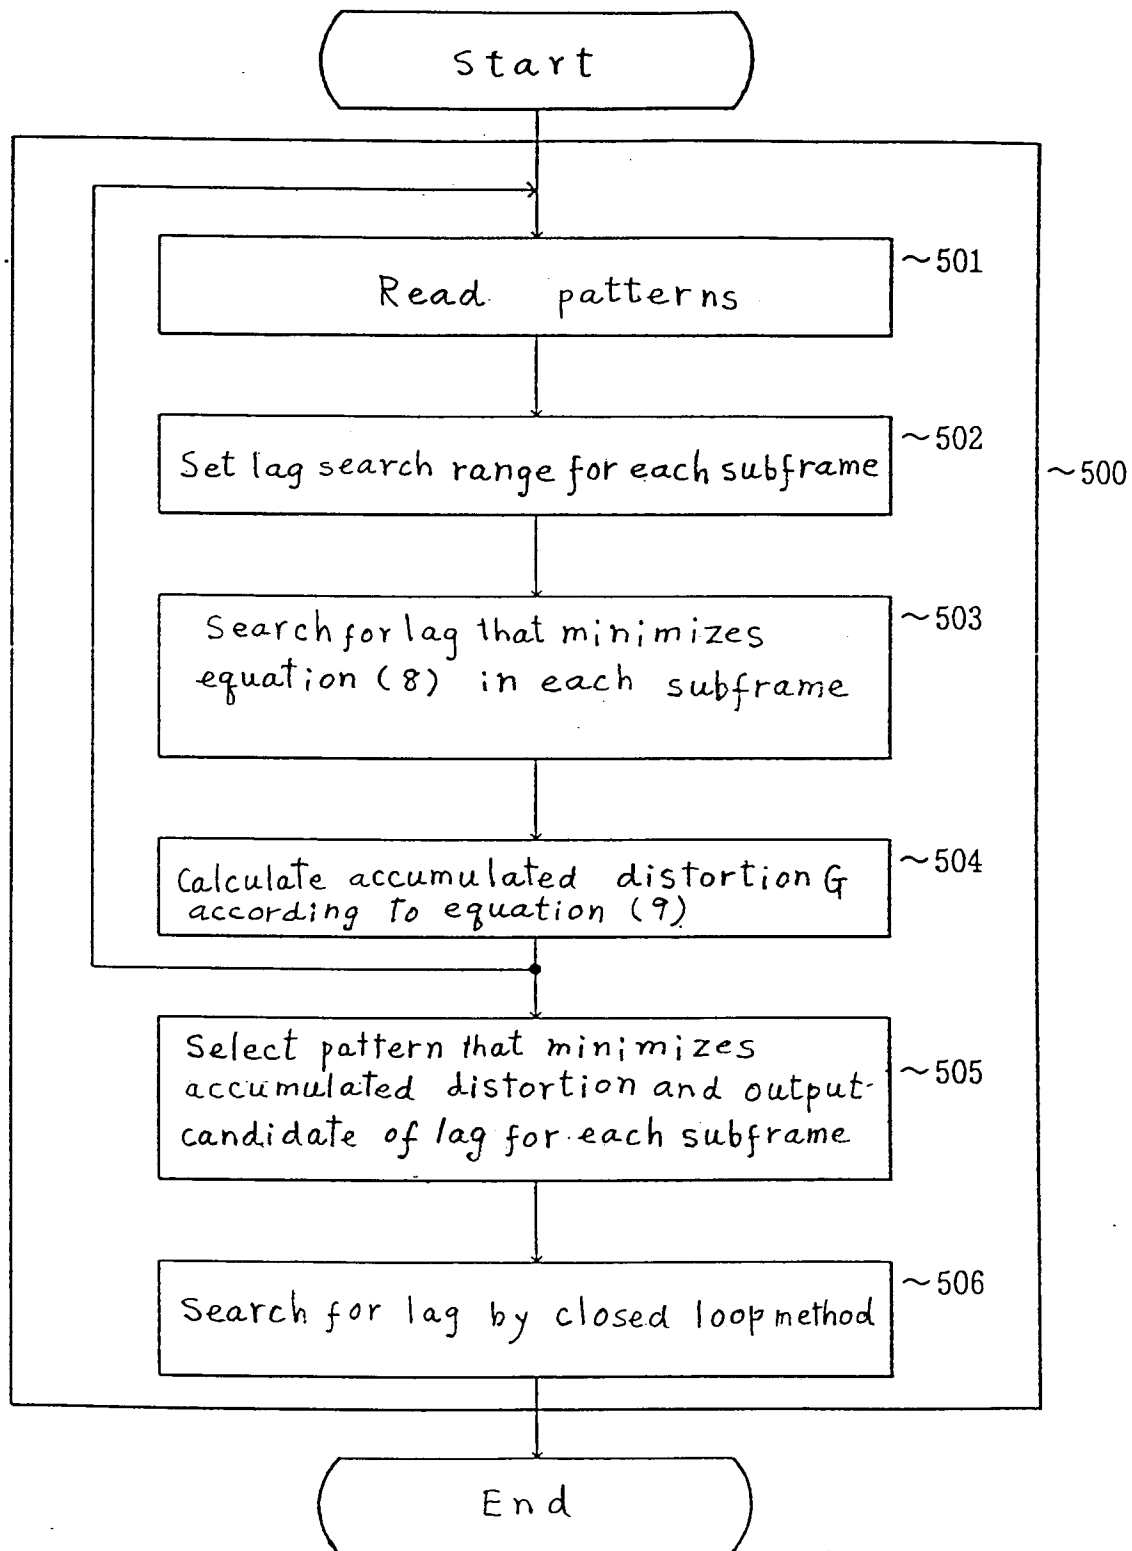 Start
Read patterns
~501
Set lag search range for each subframe
~502
~500
Search for lag that minimizes
equation (8) in each subframe
~503
Calculate accumulated distortion G
according to equation (9)
~504
Select pattern that minimizes
accumulated distortion and output
candidate of lag for each subframe
~505
Search for lag by closed loop method
~506
End